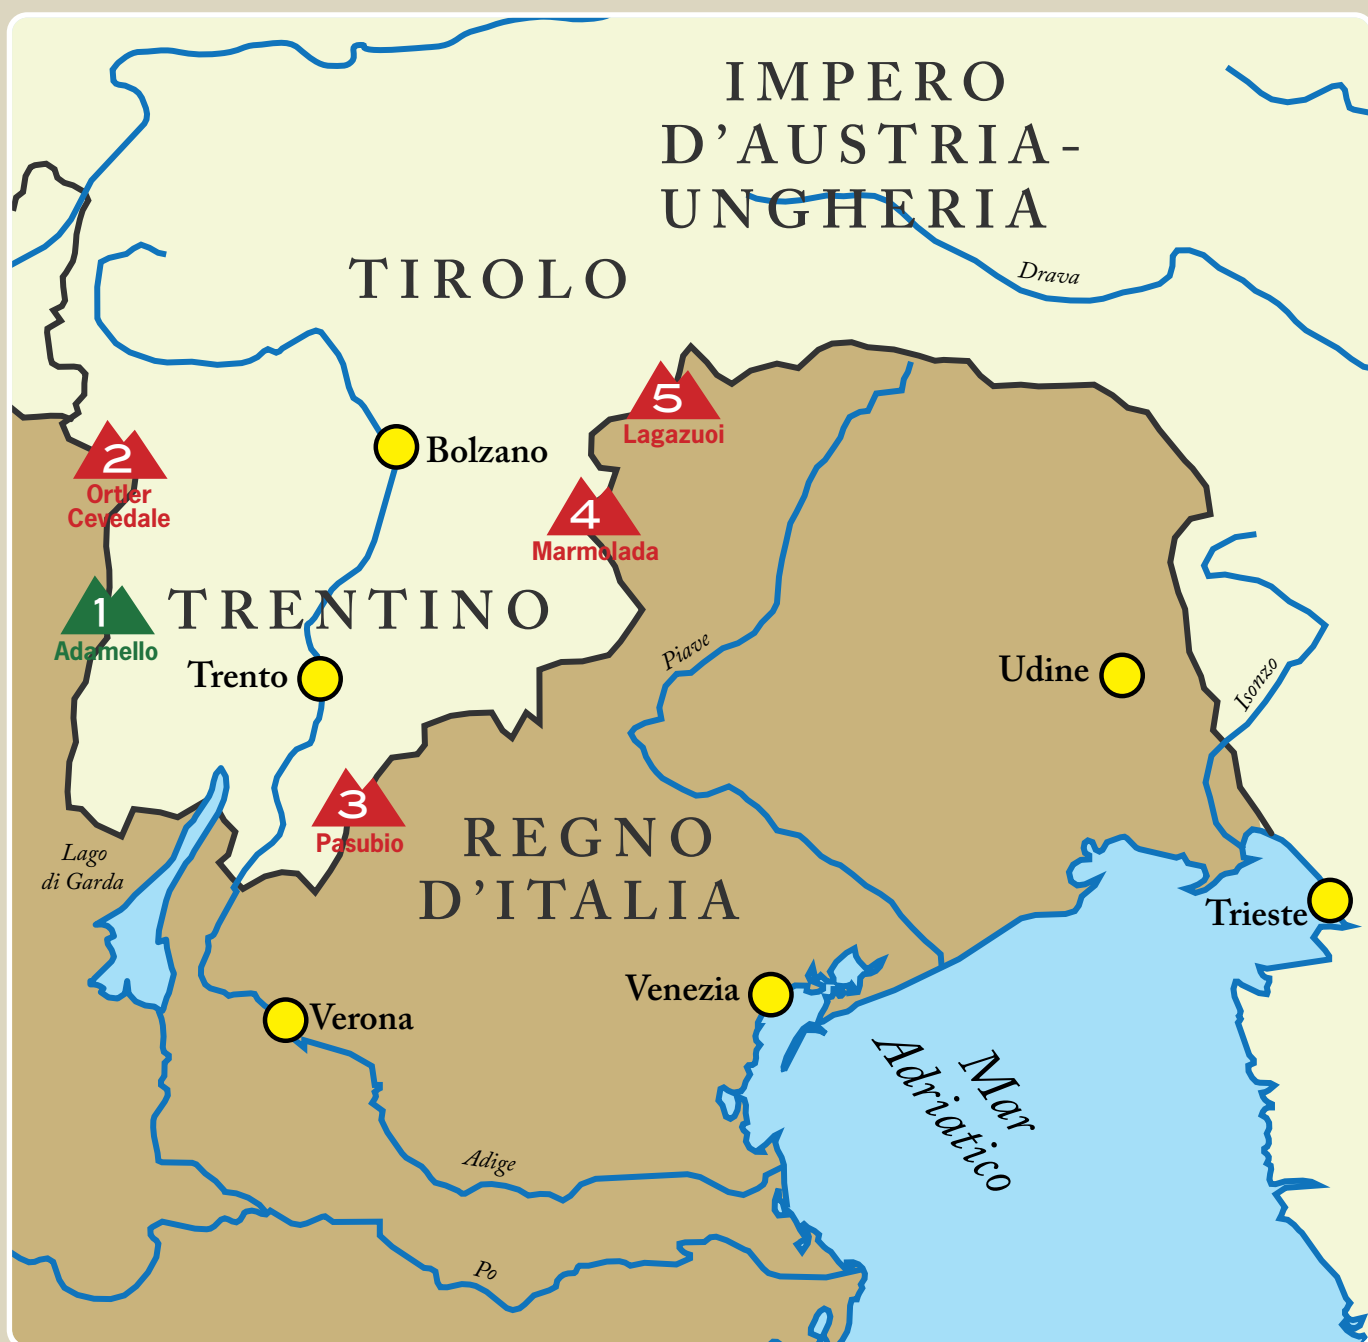 IMPERO
D’AUSTRIA-
UNGHERIA
Drava
TIROLO
5
Lagazuoi
2
Ortler
Cevedale
Bolzano
4
Marmolada
1
Adamello
TRENTINO
Trento
Piave
Udine
Isonzo
3
Pasubio
Lago
di Garda
REGNO
D’ITALIA
Trieste
Venezia
Verona
Mar
Adriatico
Adige
Po